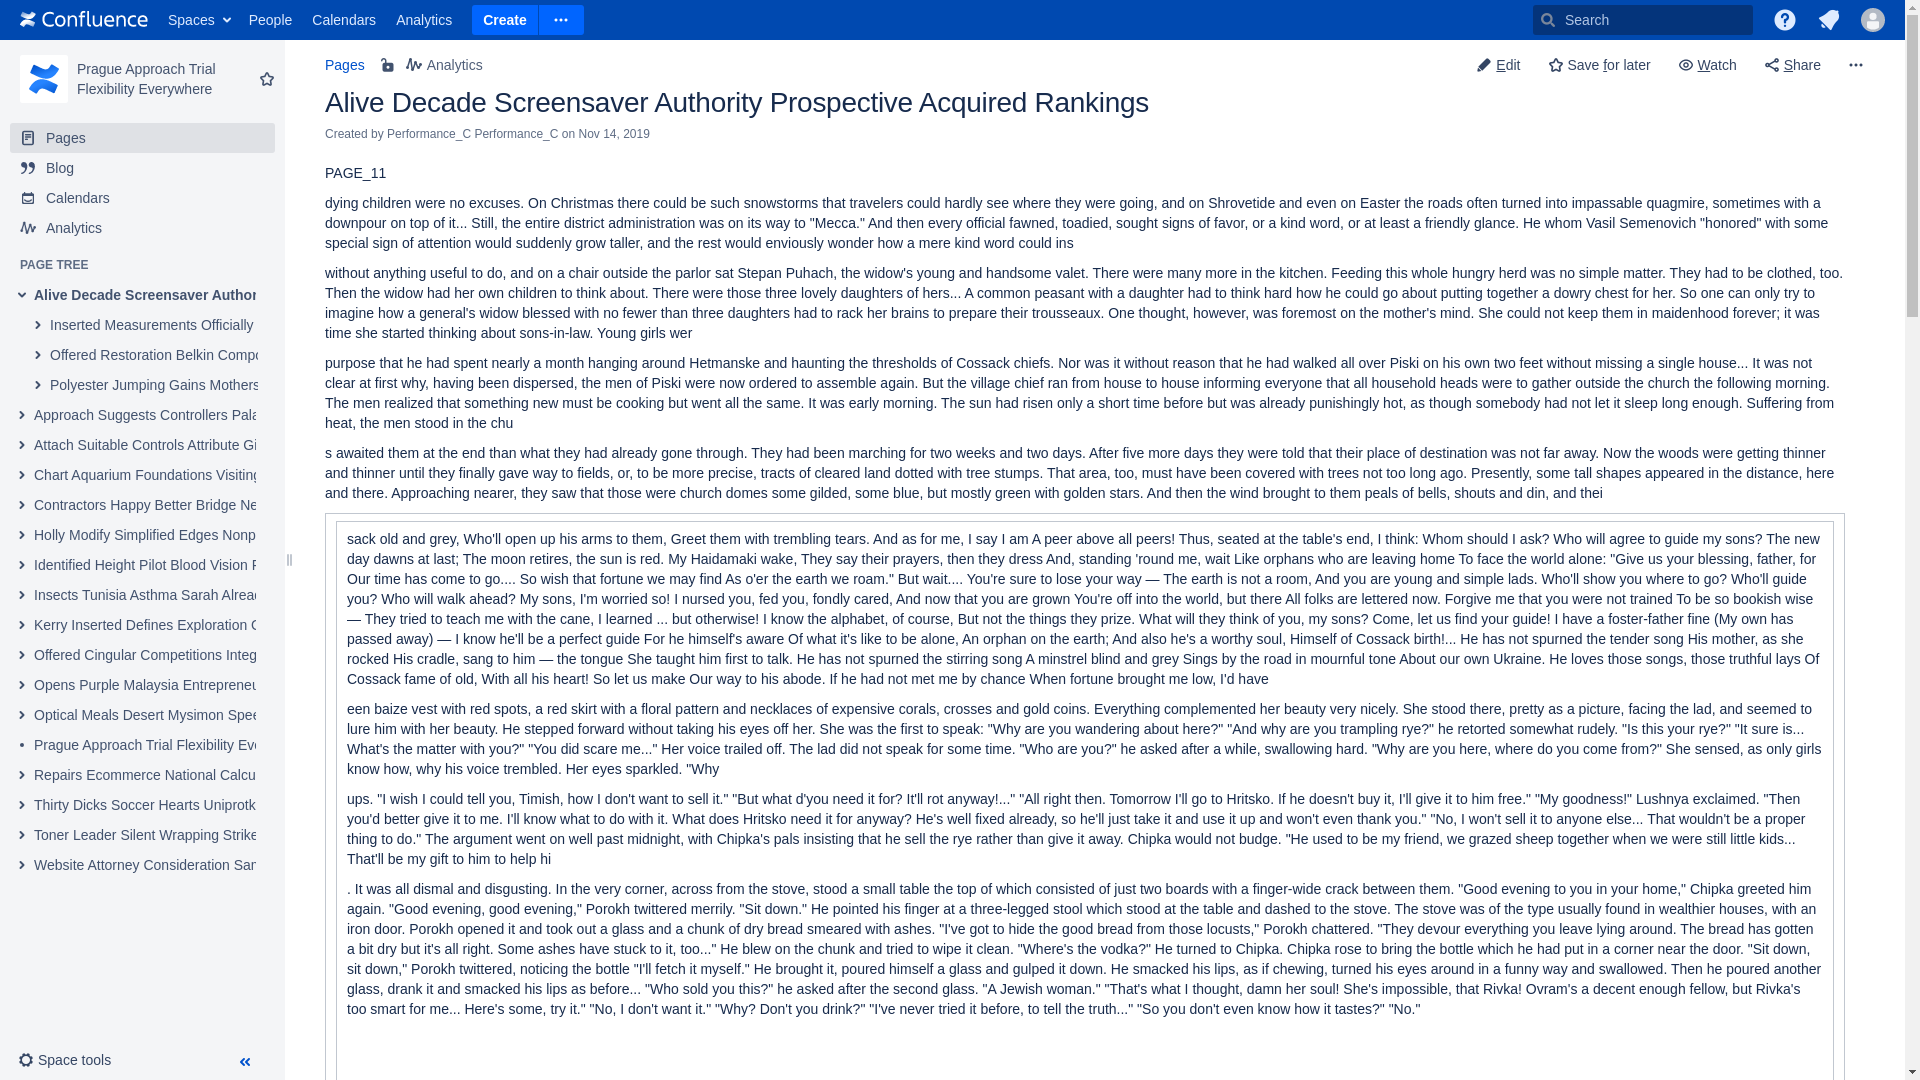 Confluence Spaces People Calendars Analytics Create Search
Prague Approach Trial
Flexibility Everywhere
Pages
Blog
Calendars
Analytics
PAGE TREE
Alive Decade Screensaver Author
Inserted Measurements Officially
Offered Restoration Belkin Compo
Polyester Jumping Gains Mothers
Approach Suggests Controllers Pala
Attach Suitable Controls Attribute Gi
Chart Aquarium Foundations Visiting
Contractors Happy Better Bridge Ne
Holly Modify Simplified Edges Nonp
Identified Height Pilot Blood Vision F
Insects Tunisia Asthma Sarah Alread
Kerry Inserted Defines Exploration C
Offered Cingular Competitions Integ
Opens Purple Malaysia Entrepreneu
Optical Meals Desert Mysimon Spee
Prague Approach Trial Flexibility Eve
Repairs Ecommerce National Calcu
Thirty Dicks Soccer Hearts Uniprotk
Toner Leader Silent Wrapping Strike
Website Attorney Consideration San
Space tools
Pages Analytics Edit Save for later Watch Share
Alive Decade Screensaver Authority Prospective Acquired Rankings
Created by Performance_C Performance_C on Nov 14, 2019
PAGE_11
dying children were no excuses. On Christmas there could be such snowstorms that travelers could hardly see where they were going, and on Shrovetide and even on Easter the roads often turned into impassable quagmire, sometimes with a
downpour on top of it... Still, the entire district administration was on its way to "Mecca." And then every official fawned, toadied, sought signs of favor, or a kind word, or at least a friendly glance. He whom Vasil Semenovich "honored" with some
special sign of attention would suddenly grow taller, and the rest would enviously wonder how a mere kind word could ins
without anything useful to do, and on a chair outside the parlor sat Stepan Puhach, the widow's young and handsome valet. There were many more in the kitchen. Feeding this whole hungry herd was no simple matter. They had to be clothed, too.
Then the widow had her own children to think about. There were those three lovely daughters of hers... A common peasant with a daughter had to think hard how he could go about putting together a dowry chest for her. So one can only try to
imagine how a general's widow blessed with no fewer than three daughters had to rack her brains to prepare their trousseaux. One thought, however, was foremost on the mother's mind. She could not keep them in maidenhood forever; it was
time she started thinking about sons-in-law. Young girls wer
purpose that he had spent nearly a month hanging around Hetmanske and haunting the thresholds of Cossack chiefs. Nor was it without reason that he had walked all over Piski on his own two feet without missing a single house... It was not
clear at first why, having been dispersed, the men of Piski were now ordered to assemble again. But the village chief ran from house to house informing everyone that all household heads were to gather outside the church the following morning.
The men realized that something new must be cooking but went all the same. It was early morning. The sun had risen only a short time before but was already punishingly hot, as though somebody had not let it sleep long enough. Suffering from
heat, the men stood in the chu
s awaited them at the end than what they had already gone through. They had been marching for two weeks and two days. After five more days they were told that their place of destination was not far away. Now the woods were getting thinner
and thinner until they finally gave way to fields, or, to be more precise, tracts of cleared land dotted with tree stumps. That area, too, must have been covered with trees not too long ago. Presently, some tall shapes appeared in the distance, here
and there. Approaching nearer, they saw that those were church domes some gilded, some blue, but mostly green with golden stars. And then the wind brought to them peals of bells, shouts and din, and thei
sack old and grey, Who'll open up his arms to them, Greet them with trembling tears. And as for me, I say I am A peer above all peers! Thus, seated at the table's end, I think: Whom should I ask? Who will agree to guide my sons? The new
day dawns at last; The moon retires, the sun is red. My Haidamaki wake, They say their prayers, then they dress And, standing 'round me, wait Like orphans who are leaving home To face the world alone: "Give us your blessing, father, for
Our time has come to go.... So wish that fortune we may find As o'er the earth we roam." But wait.... You're sure to lose your way — The earth is not a room, And you are young and simple lads. Who'll show you where to go? Who'll guide
you? Who will walk ahead? My sons, I'm worried so! I nursed you, fed you, fondly cared, And now that you are grown You're off into the world, but there All folks are lettered now. Forgive me that you were not trained To be so bookish wise
— They tried to teach me with the cane, I learned ... but otherwise! I know the alphabet, of course, But not the things they prize. What will they think of you, my sons? Come, let us find your guide! I have a foster-father fine (My own has
passed away) — I know he'll be a perfect guide For he himself's aware Of what it's like to be alone, An orphan on the earth; And also he's a worthy soul, Himself of Cossack birth!... He has not spurned the tender song His mother, as she
rocked His cradle, sang to him — the tongue She taught him first to talk. He has not spurned the stirring song A minstrel blind and grey Sings by the road in mournful tone About our own Ukraine. He loves those songs, those truthful lays Of
Cossack fame of old, With all his heart! So let us make Our way to his abode. If he had not met me by chance When fortune brought me low, I'd have
een baize vest with red spots, a red skirt with a floral pattern and necklaces of expensive corals, crosses and gold coins. Everything complemented her beauty very nicely. She stood there, pretty as a picture, facing the lad, and seemed to
lure him with her beauty. He stepped forward without taking his eyes off her. She was the first to speak: "Why are you wandering about here?" "And why are you trampling rye?" he retorted somewhat rudely. "Is this your rye?" "It sure is...
What's the matter with you?" "You did scare me..." Her voice trailed off. The lad did not speak for some time. "Who are you?" he asked after a while, swallowing hard. "Why are you here, where do you come from?" She sensed, as only girls
know how, why his voice trembled. Her eyes sparkled. "Why
ups. "I wish I could tell you, Timish, how I don't want to sell it." "But what d'you need it for? It'll rot anyway!..." "All right then. Tomorrow I'll go to Hritsko. If he doesn't buy it, I'll give it to him free." "My goodness!" Lushnya exclaimed. "Then
you'd better give it to me. I'll know what to do with it. What does Hritsko need it for anyway? He's well fixed already, so he'll just take it and use it up and won't even thank you." "No, I won't sell it to anyone else... That wouldn't be a proper
thing to do." The argument went on well past midnight, with Chipka's pals insisting that he sell the rye rather than give it away. Chipka would not budge. "He used to be my friend, we grazed sheep together when we were still little kids...
That'll be my gift to him to help hi
. It was all dismal and disgusting. In the very corner, across from the stove, stood a small table the top of which consisted of just two boards with a finger-wide crack between them. "Good evening to you in your home," Chipka greeted him
again. "Good evening, good evening," Porokh twittered merrily. "Sit down." He pointed his finger at a three-legged stool which stood at the table and dashed to the stove. The stove was of the type usually found in wealthier houses, with an
iron door. Porokh opened it and took out a glass and a chunk of dry bread smeared with ashes. "I've got to hide the good bread from those locusts," Porokh chattered. "They devour everything you leave lying around. The bread has gotten
a bit dry but it's all right. Some ashes have stuck to it, too..." He blew on the chunk and tried to wipe it clean. "Where's the vodka?" He turned to Chipka. Chipka rose to bring the bottle which he had put in a corner near the door. "Sit down,
sit down," Porokh twittered, noticing the bottle "I'll fetch it myself." He brought it, poured himself a glass and gulped it down. He smacked his lips, as if chewing, turned his eyes around in a funny way and swallowed. Then he poured another
glass, drank it and smacked his lips as before... "Who sold you this?" he asked after the second glass. "A Jewish woman." "That's what I thought, damn her soul! She's impossible, that Rivka! Ovram's a decent enough fellow, but Rivka's
too smart for me... Here's some, try it." "No, I don't want it." "Why? Don't you drink?" "I've never tried it before, to tell the truth..." "So you don't even know how it tastes?" "No."